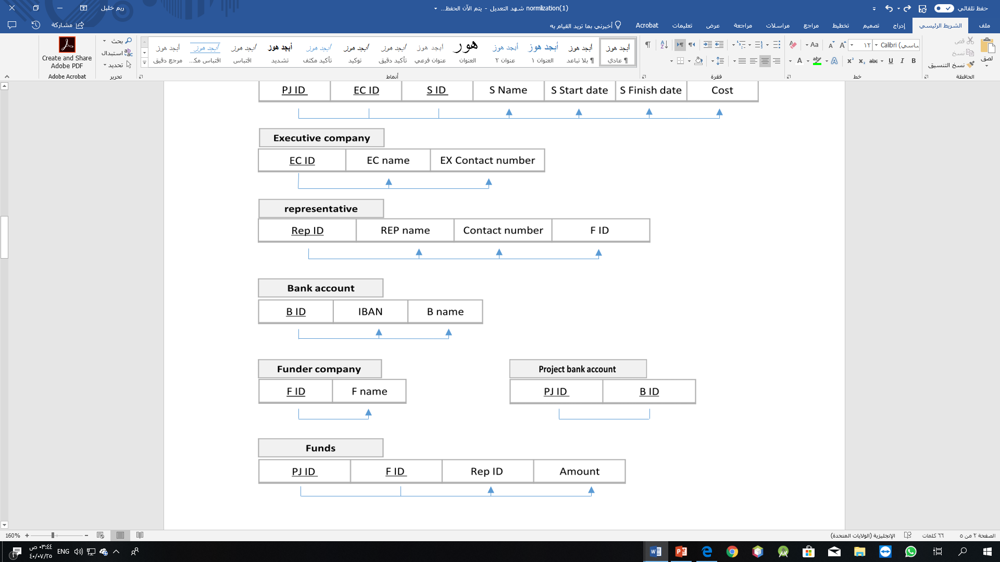 ريم خليل
normlization(1) شهد التعديل - يتم الآن الحفظ...
حفظ تلقائي
ملف
الشريط الرئيسي
إدراج
تصميم
تخطيط
مراجع
مراسلات
مراجعة
عرض
تعليمات
Acrobat
أخبرني بما تريد القيام به
مشاركة
قص
نسخ
نسخ التنسيق
لصق
الحافظة
Calibri (أساسي)
١٢
خط
فقرة
أبجد هوز
¶ عادي
أبجد هوز
¶ بلا تباعد
أبجد هوز
العنوان ١
أبجد هوز
عنوان ٢
هوز
العنوان
أبجد هوز
عنوان فرعي
أبجد هوز
تأكيد دقيق
أبجد هوز
توكيد
أبجد هوز
تأكيد مكثف
أبجد هوز
تشديد
أبجد هوز
اقتباس
أبجد هوز
اقتباس مك...
أبجد هوز
مرجع دقيق
أنماط
بحث
استبدال
تحديد
تحرير
Create and Share
Adobe PDF
Adobe Acrobat
PJ ID EC ID S ID S Name S Start date S Finish date Cost
Executive company
EC ID EC name EX Contact number
representative
Rep ID REP name Contact number F ID
Bank account
B ID IBAN B name
Funder company
F ID F name
Project bank account
PJ ID B ID
Funds
PJ ID F ID Rep ID Amount
الصفحة ٢ من ٥
٦٦ كلمات
الإنجليزية (الولايات المتحدة)
160%
ENG
٠٣:٤٤ ص
٤٠/٠٧/٢٥